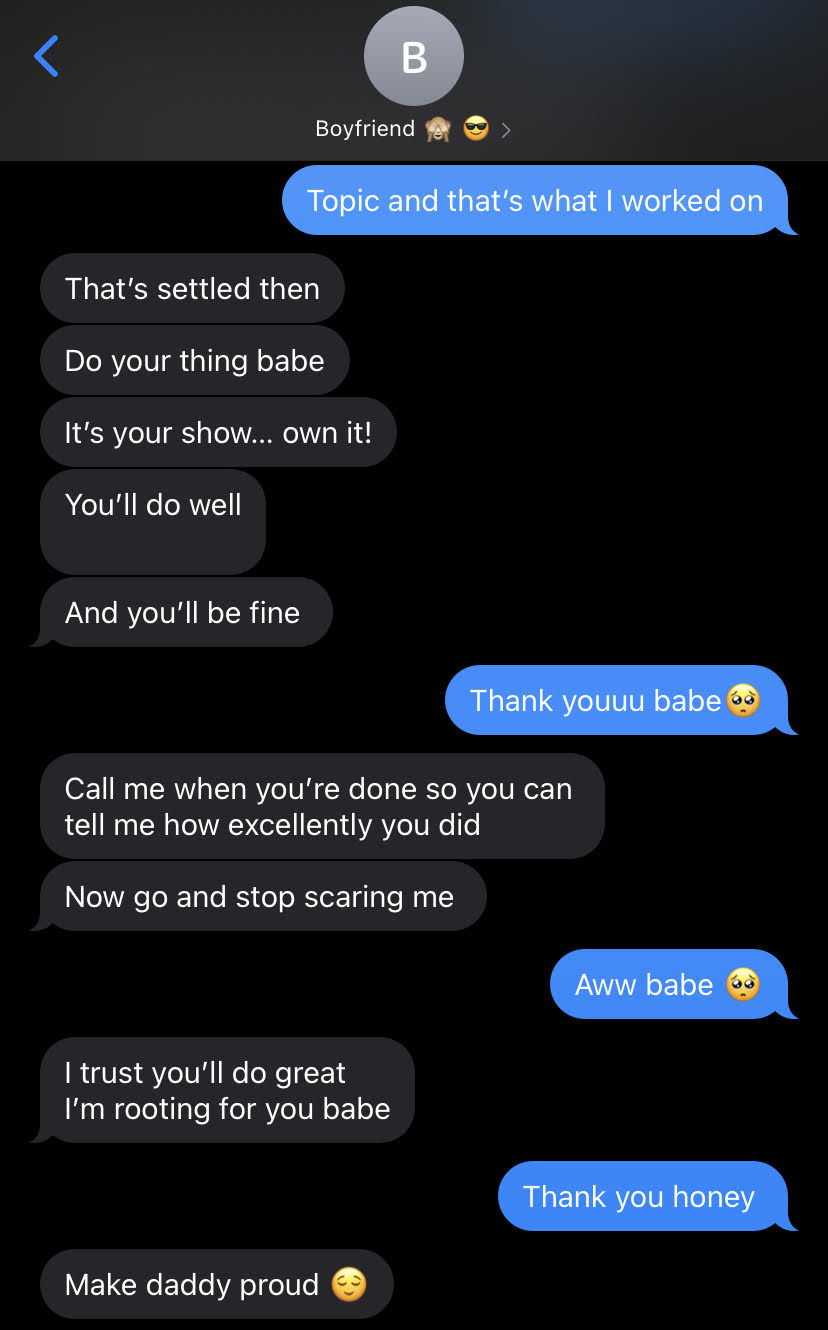 B
Boyfriend 🙈 😎
Topic and that’s what I worked on
That’s settled then
Do your thing babe
It’s your show... own it!
You’ll do well
And you’ll be fine
Thank youuu babe🥺
Call me when you’re done so you can
tell me how excellently you did
Now go and stop scaring me
Aww babe 🥺
I trust you’ll do great
I’m rooting for you babe
Thank you honey
Make daddy proud 😌